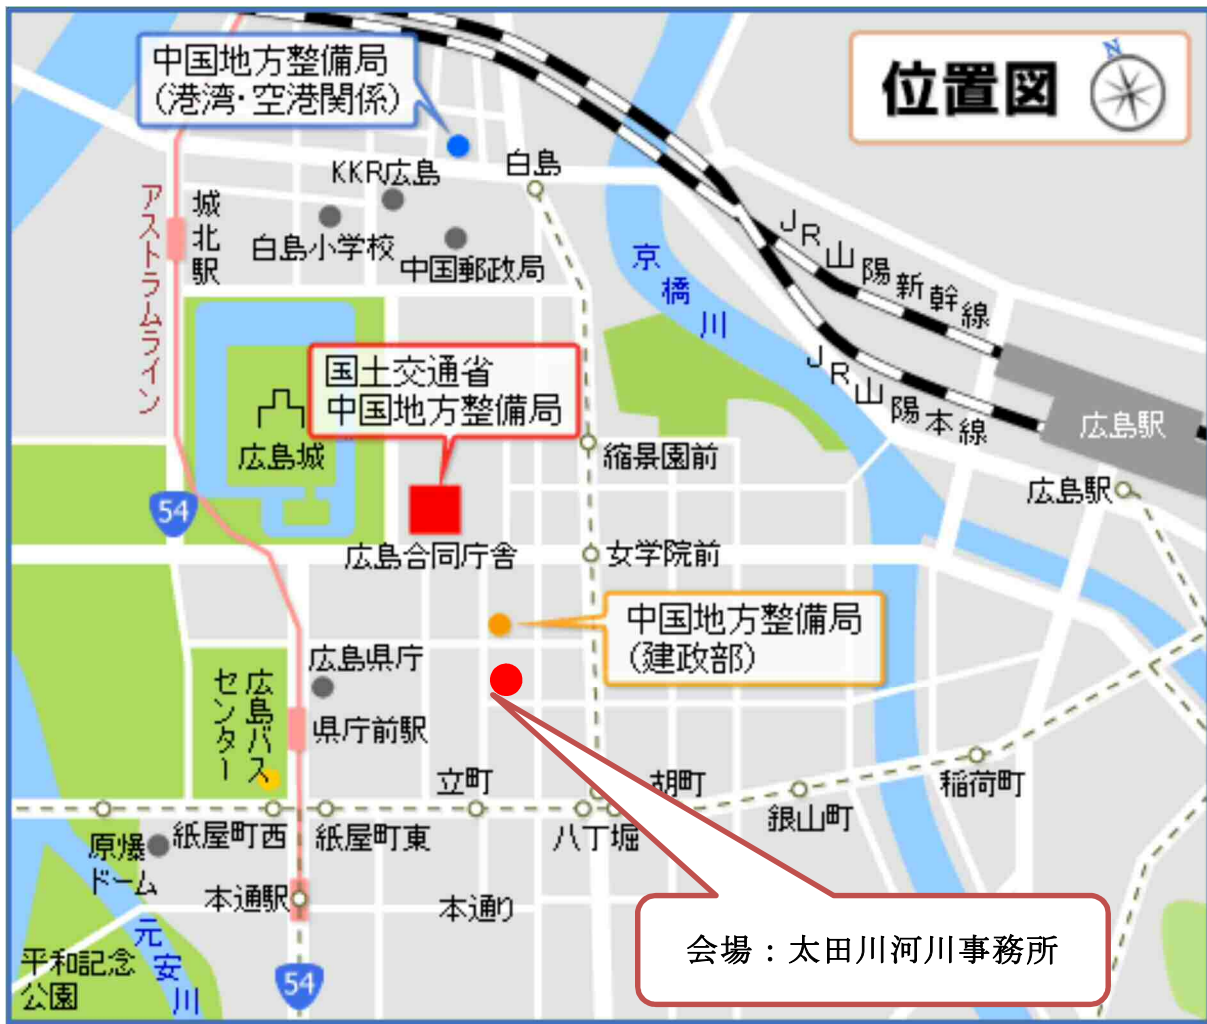 中国地方整備局
（港湾・空港関係）
位置図
N
KKR広島
白島
城北駅
アストラムライン
白島小学校
中国郵政局
京橋川
JR山陽新幹線
JR山陽本線
国土交通省
中国地方整備局
広島城
縮景園前
広島駅
広島駅
54
広島合同庁舎
女学院前
中国地方整備局
（建政部）
広島県庁
広島バス
センター
県庁前駅
立町
胡町
稲荷町
銀山町
原爆
ドーム
紙屋町西
紙屋町東
八丁堀
本通駅
本通り
元安川
平和記念
公園
54
会場：太田川河川事務所